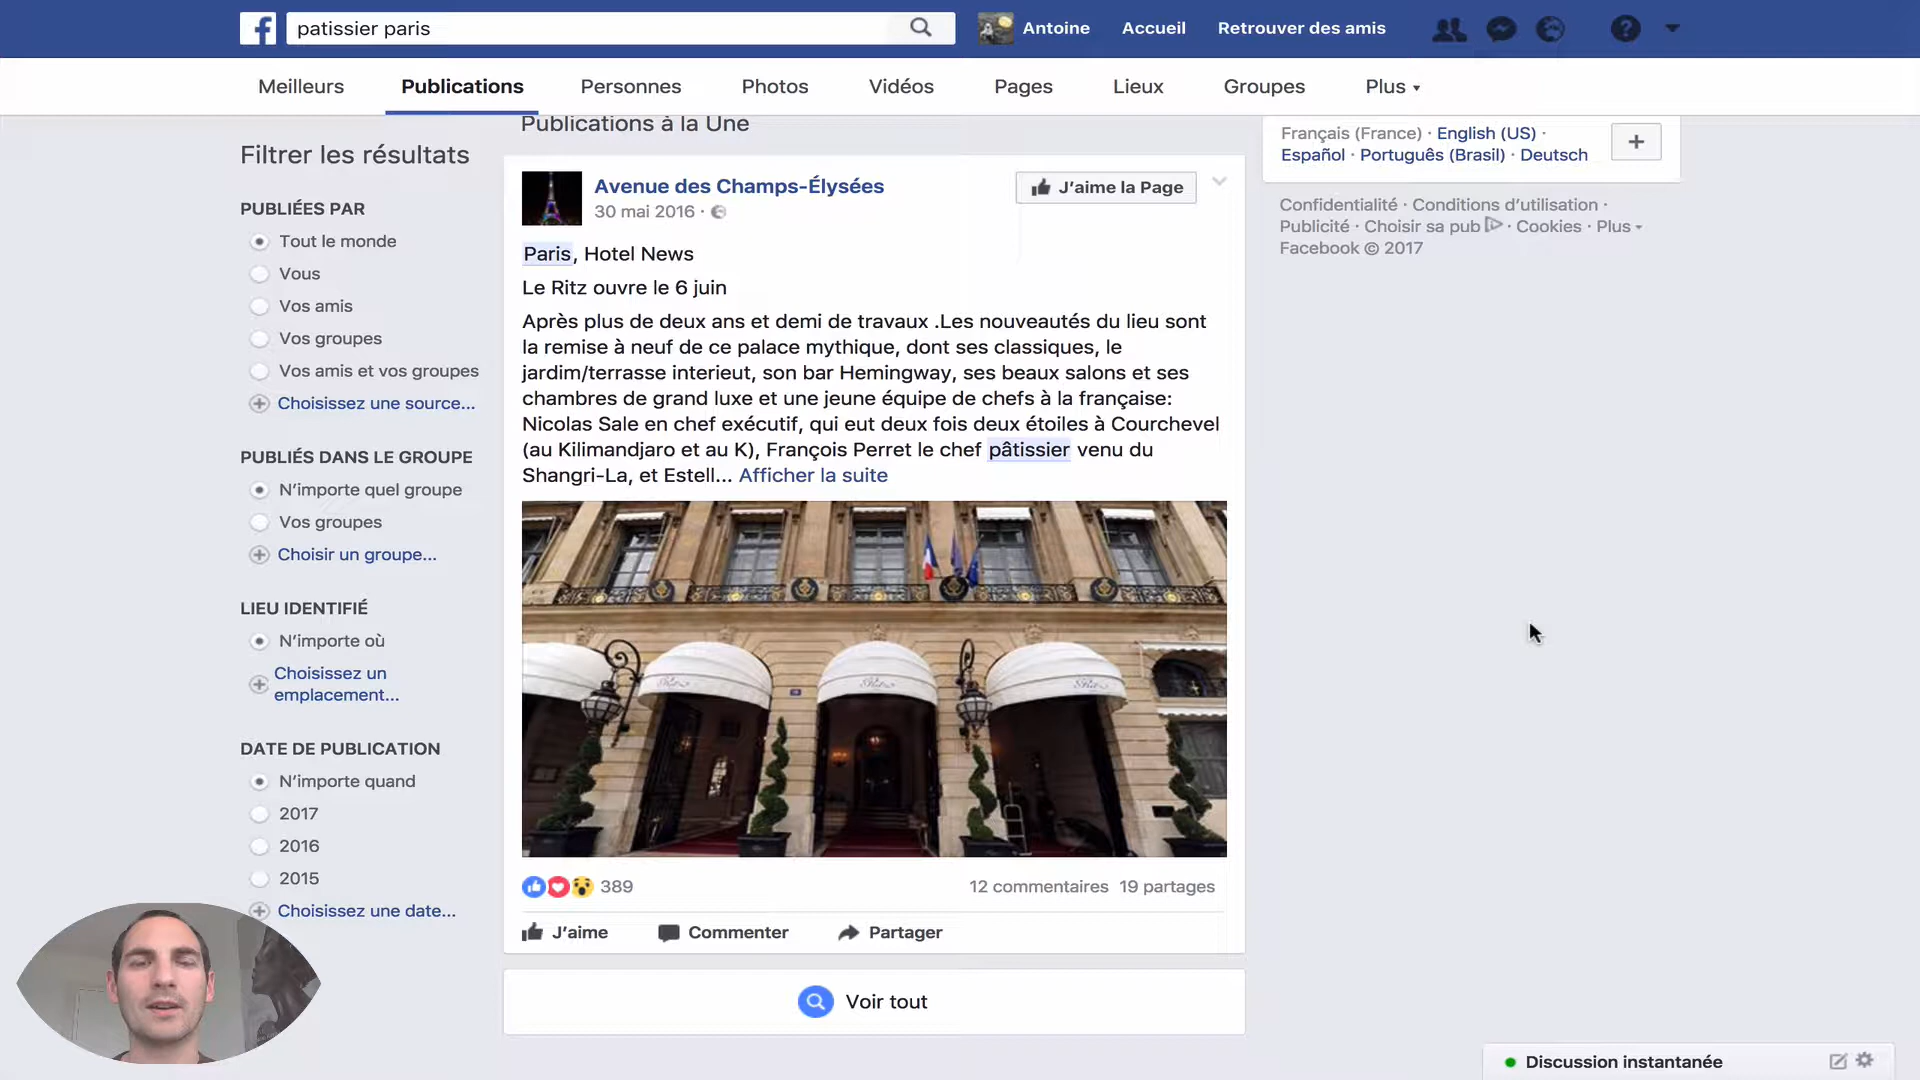 patissier paris
Antoine
Accueil
Retrouver des amis
Meilleurs
Publications
Personnes
Photos
Vidéos
Pages
Lieux
Groupes
Plus
Filtrer les résultats
PUBLIÉES PAR
Tout le monde
Vous
Vos amis
Vos groupes
Vos amis et vos groupes
Choisissez une source...
PUBLIÉS DANS LE GROUPE
N'importe quel groupe
Vos groupes
Choisir un groupe...
LIEU IDENTIFIÉ
N'importe où
Choisissez un
emplacement...
DATE DE PUBLICATION
N'importe quand
2017
2016
2015
Choisissez une date...
Publications à la Une
Avenue des Champs-Élysées
30 mai 2016 ·
J'aime la Page
Paris, Hotel News
Le Ritz ouvre le 6 juin
Après plus de deux ans et demi de travaux .Les nouveautés du lieu sont
la remise à neuf de ce palace mythique, dont ses classiques, le
jardim/terrasse interieut, son bar Hemingway, ses beaux salons et ses
chambres de grand luxe et une jeune équipe de chefs à la française:
Nicolas Sale en chef exécutif, qui eut deux fois deux étoiles à Courchevel
(au Kilimandjaro et au K), François Perret le chef pâtissier venu du
Shangri-La, et Estell... Afficher la suite
Ritz
Ritz
Ritz
389
12 commentaires 19 partages
J'aime
Commenter
Partager
Voir tout
Français (France) · English (US) ·
Español · Português (Brasil) · Deutsch
+
Confidentialité · Conditions d'utilisation ·
Publicité · Choisir sa pub · Cookies · Plus
Facebook © 2017
Discussion instantanée